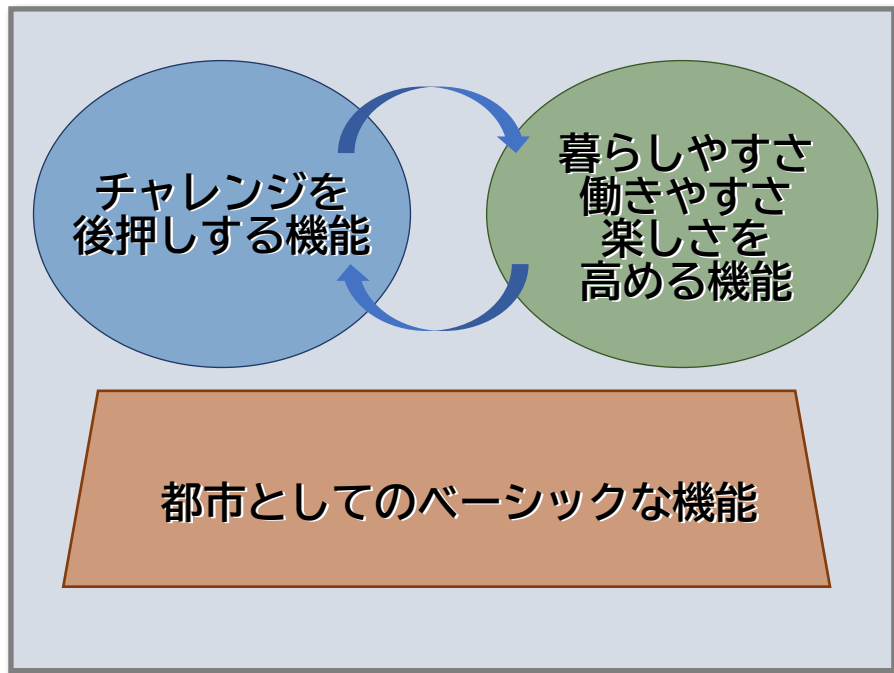 チャレンジを
後押しする機能
暮らしやすさ
働きやすさ
楽しさを
高める機能
都市としてのベーシックな機能